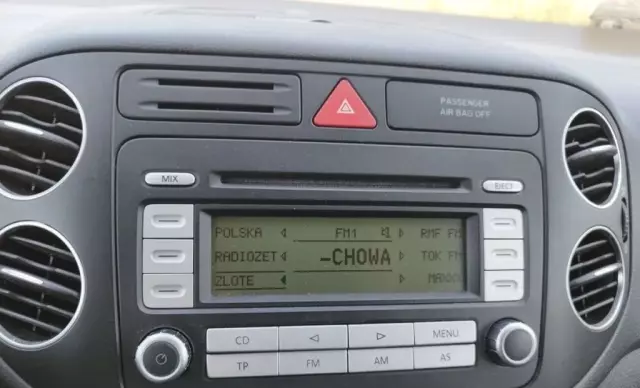 PASSENGER
AIR BAG OFF
MIX
EJECT
POLSKA FM1 RMF FM
RADIOZET -CHOWA TOK FM
ZLOTE
CD MENU
TP FM AM AS